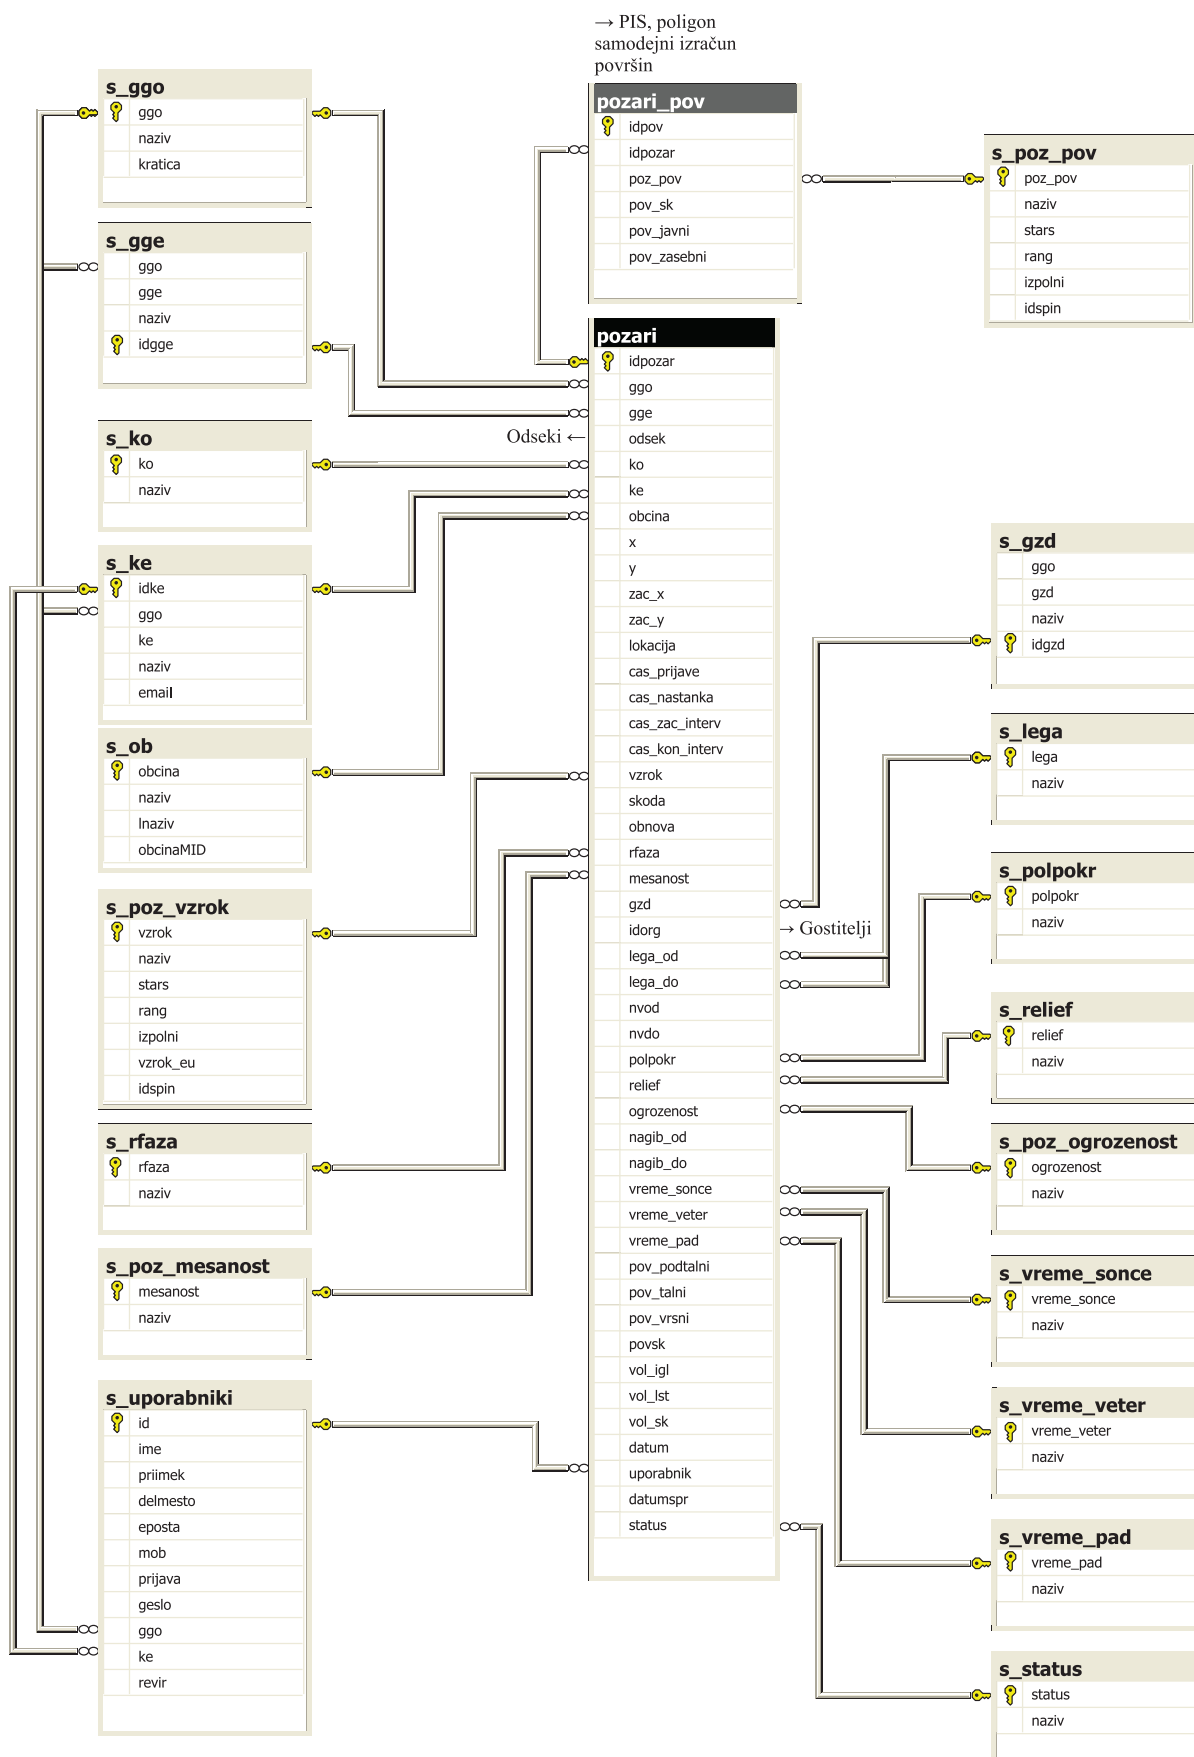 → PIS, poligon
samodejni izračun
površin
s_ggo
ggo
naziv
kratica
s_gge
ggo
gge
naziv
idgge
s_ko
ko
naziv
s_ke
idke
ggo
ke
naziv
email
s_ob
obcina
naziv
lnaziv
obcinaMID
s_poz_vzrok
vzrok
naziv
stars
rang
izpolni
vzrok_eu
idspin
s_rfaza
rfaza
naziv
s_poz_mesanost
mesanost
naziv
s_uporabniki
id
ime
priimek
delmesto
eposta
mob
prijava
geslo
ggo
ke
revir
pozari_pov
idpov
idpozar
poz_pov
pov_sk
pov_javni
pov_zasebni
pozari
idpozar
ggo
gge
Odseki ←
odsek
ko
ke
obcina
x
y
zac_x
zac_y
lokacija
cas_prijave
cas_nastanka
cas_zac_interv
cas_kon_interv
vzrok
skoda
obnova
rfaza
mesanost
gzd
idorg
→ Gostitelji
lega_od
lega_do
nvod
nvdo
polpokr
relief
ogrozenost
nagib_od
nagib_do
vreme_sonce
vreme_veter
vreme_pad
pov_podtalni
pov_talni
pov_vrsni
povsk
vol_igl
vol_lst
vol_sk
datum
uporabnik
datumspr
status
s_poz_pov
poz_pov
naziv
stars
rang
izpolni
idspin
s_gzd
ggo
gzd
naziv
idgzd
s_lega
lega
naziv
s_polpokr
polpokr
naziv
s_relief
relief
naziv
s_poz_ogrozenost
ogrozenost
naziv
s_vreme_sonce
vreme_sonce
naziv
s_vreme_veter
vreme_veter
naziv
s_vreme_pad
vreme_pad
naziv
s_status
status
naziv